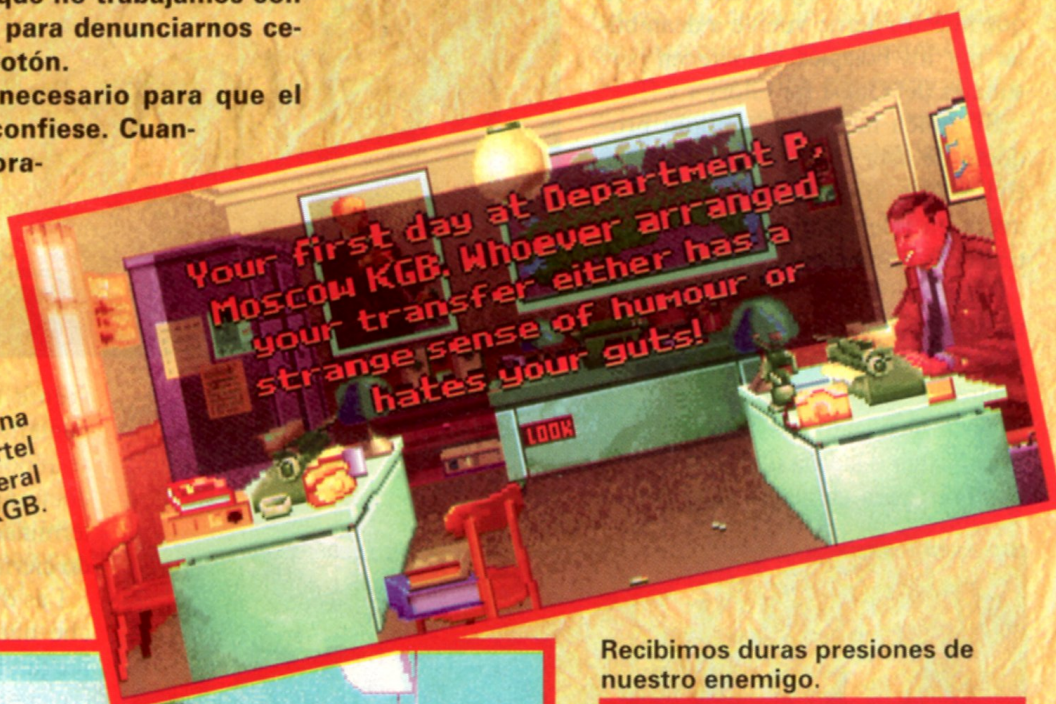 que no trabajamos con
para denunciarnos ce-
otón.
necesario para que el
confiese. Cuan-
ora-
Your first day at Department P,
Moscow KGB. Whoever arranged
your transfer either has a
strange sense of humour or
hates your guts!
LOOK
na
rtel
eral
KGB.
Recibimos duras presiones de
nuestro enemigo.